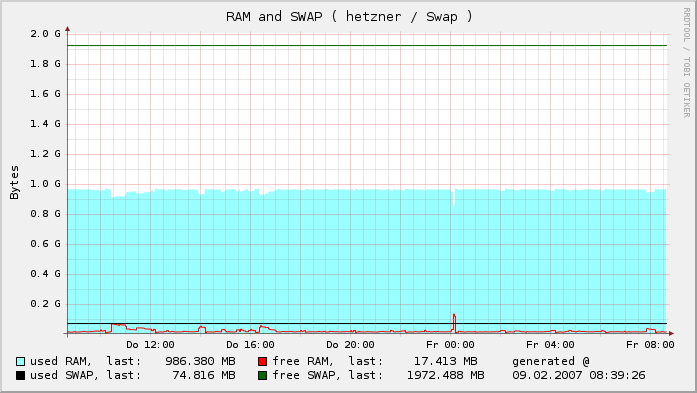 RAM and SWAP ( hetzner / Swap )
RRDTOOL / TOBI OETIKER
Bytes
2.0 G
1.8 G
1.6 G
1.4 G
1.2 G
1.0 G
0.8 G
0.6 G
0.4 G
0.2 G
Do 12:00 Do 16:00 Do 20:00 Fr 00:00 Fr 04:00 Fr 08:00
used RAM, last: 986.380 MB free RAM, last: 17.413 MB generated @
used SWAP, last: 74.816 MB free SWAP, last: 1972.488 MB 09.02.2007 08:39:26